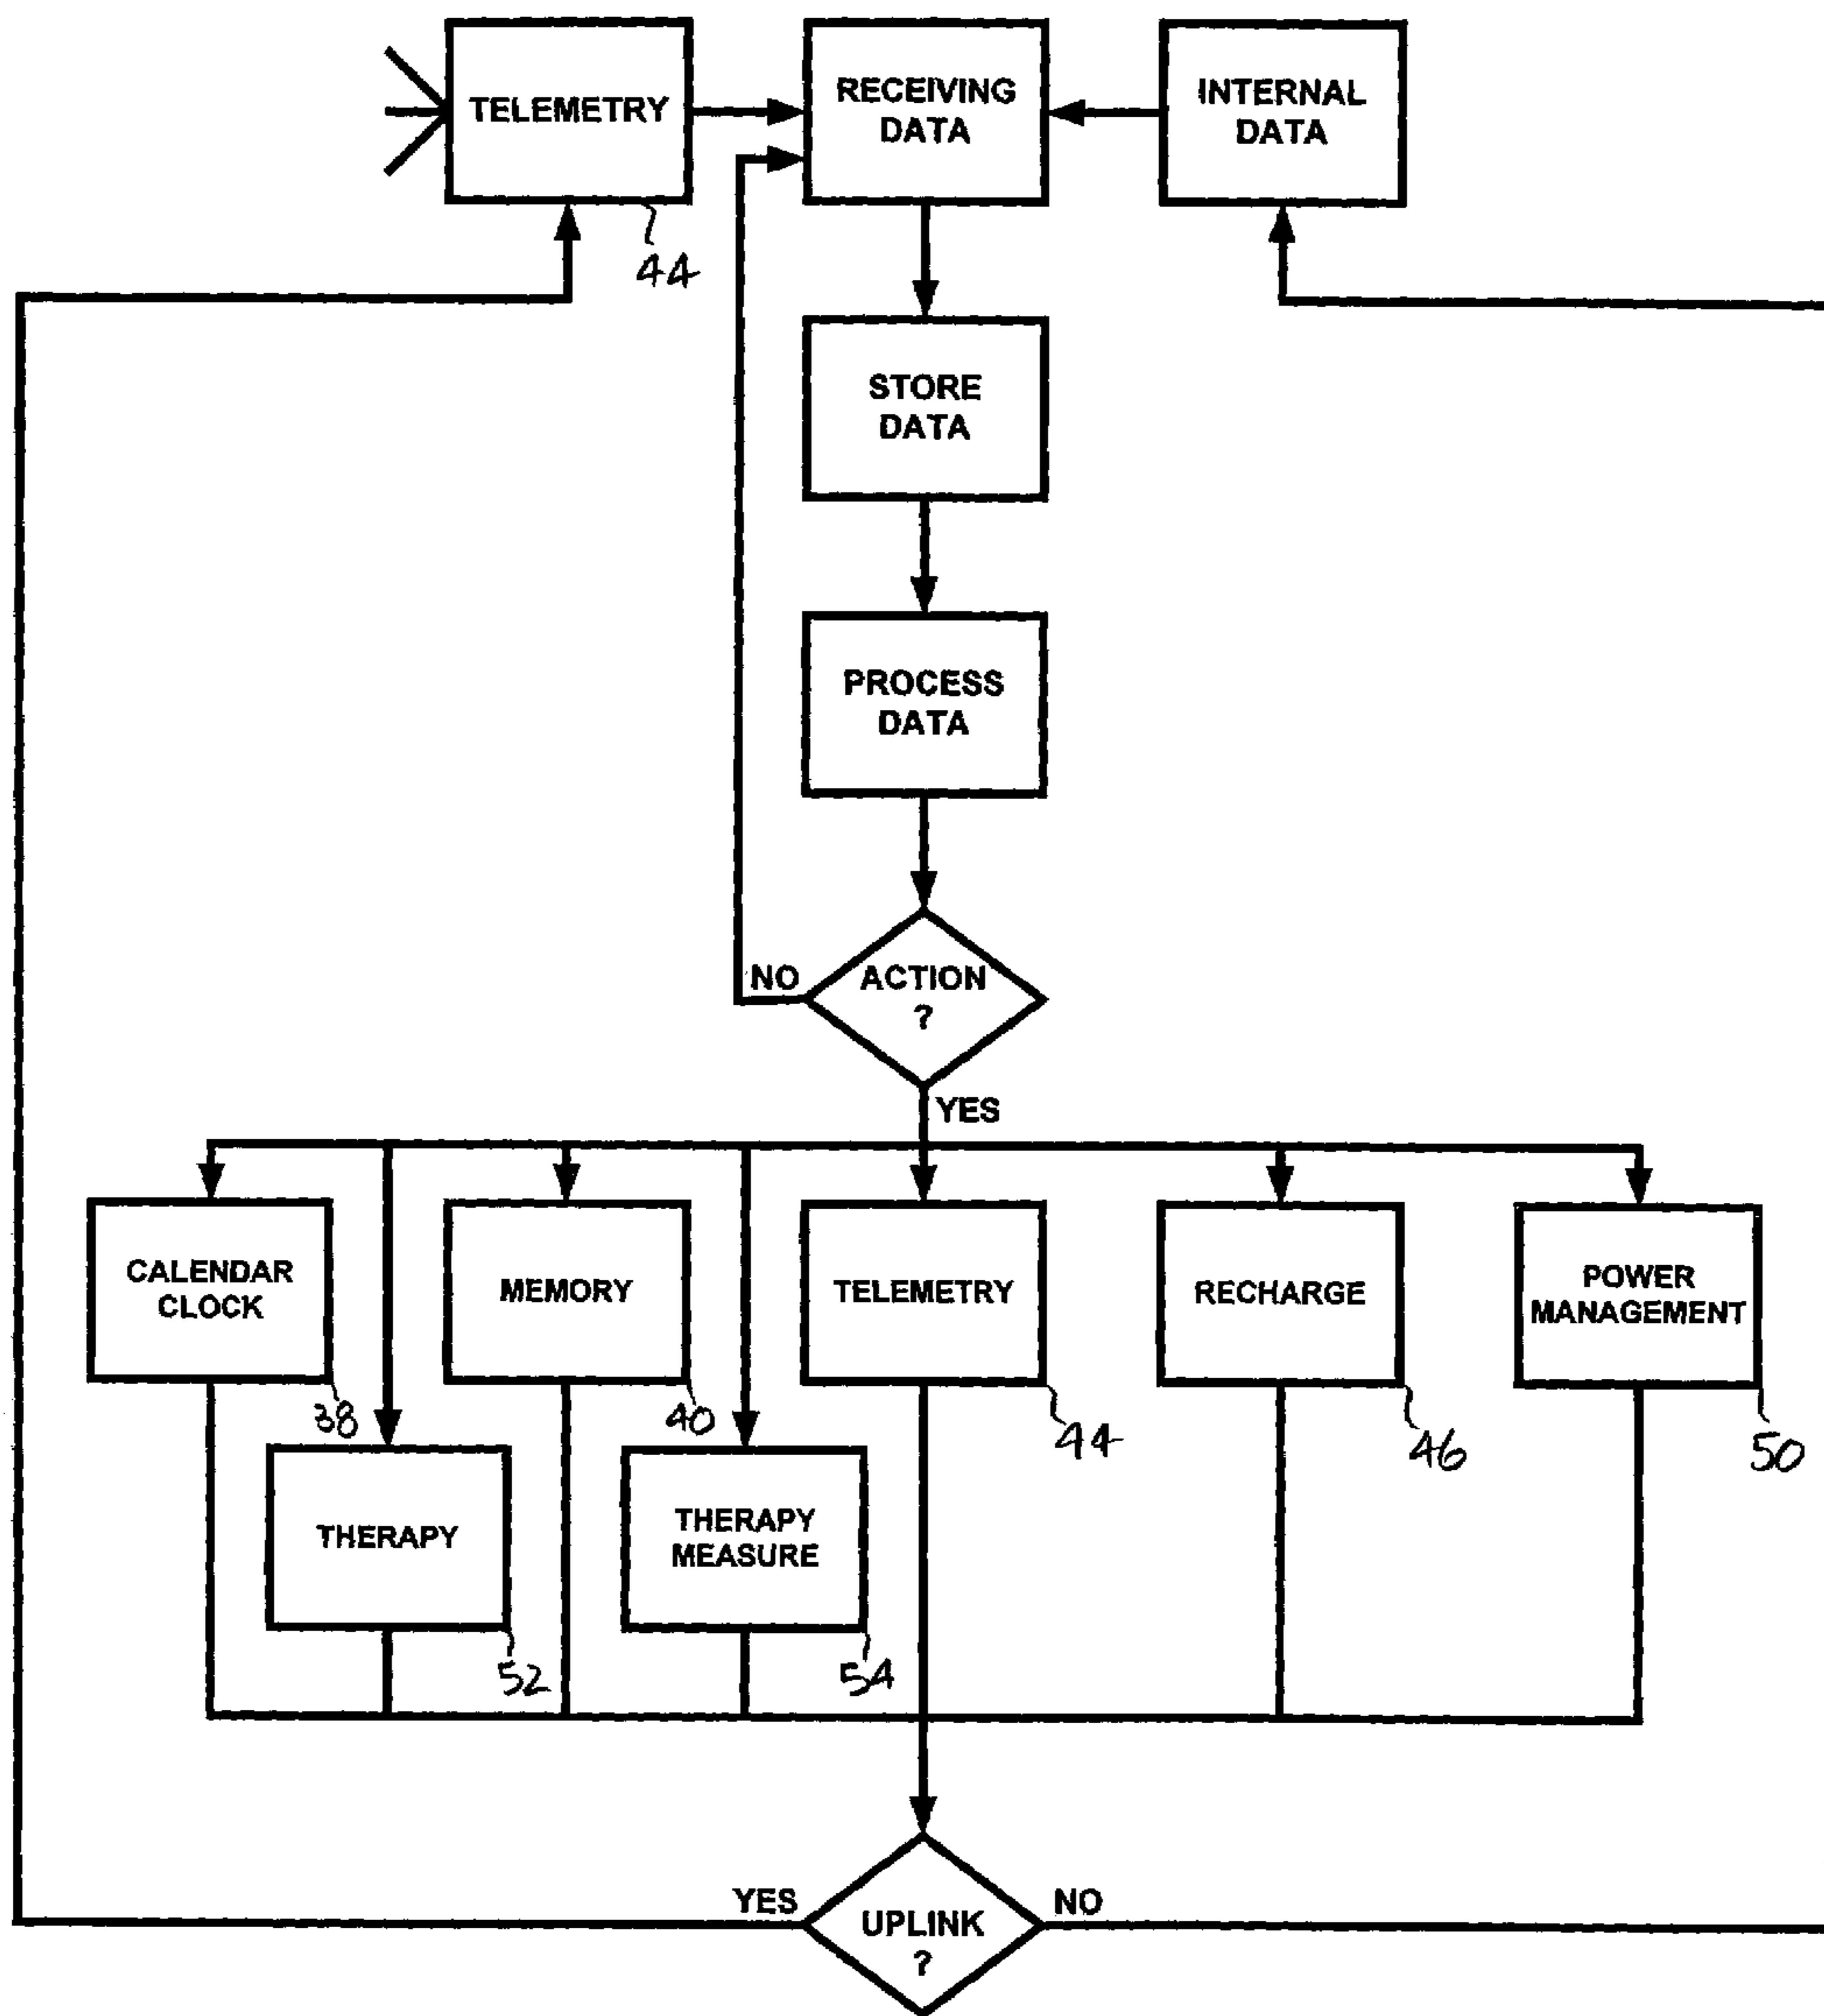 TELEMETRY
RECEIVING
DATA
INTERNAL
DATA
44
STORE
DATA
PROCESS
DATA
NO
ACTION
?
YES
CALENDAR
CLOCK
MEMORY
TELEMETRY
RECHARGE
POWER
MANAGEMENT
38
40
44
46
50
THERAPY
THERAPY
MEASURE
52
54
YES
UPLINK
?
NO